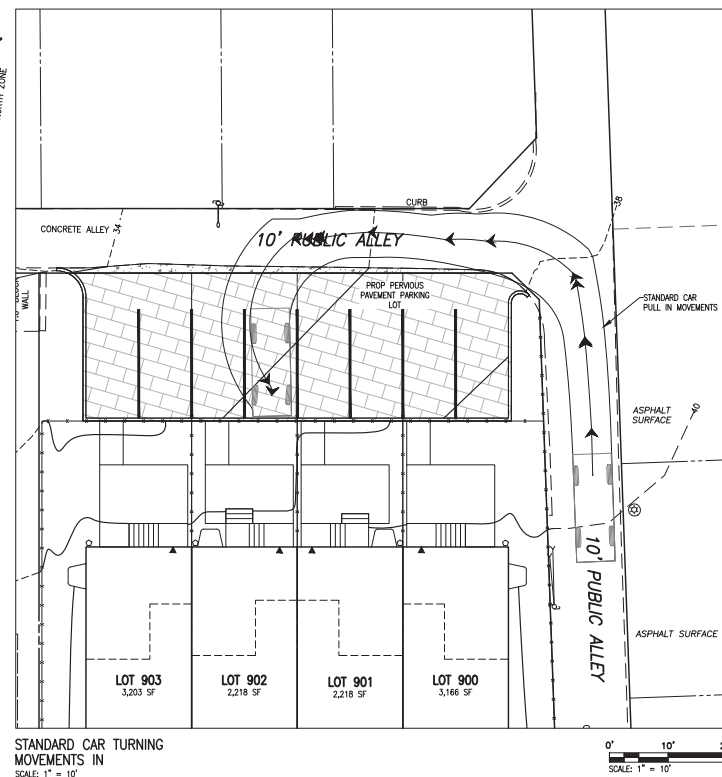 NORTH ZONE
CURB
38
CONCRETE ALLEY
34
10' PUBLIC ALLEY
PROP PERVIOUS
PAVEMENT PARKING
LOT
WALL
STANDARD CAR
PULL IN MOVEMENTS
ASPHALT
SURFACE
40
10' PUBLIC ALLEY
ASPHALT SURFACE
LOT 903
3,203 SF
LOT 902
2,218 SF
LOT 901
2,218 SF
LOT 900
3,166 SF
STANDARD CAR TURNING
MOVEMENTS IN
SCALE: 1" = 10'
0' 10'
SCALE: 1" = 10'